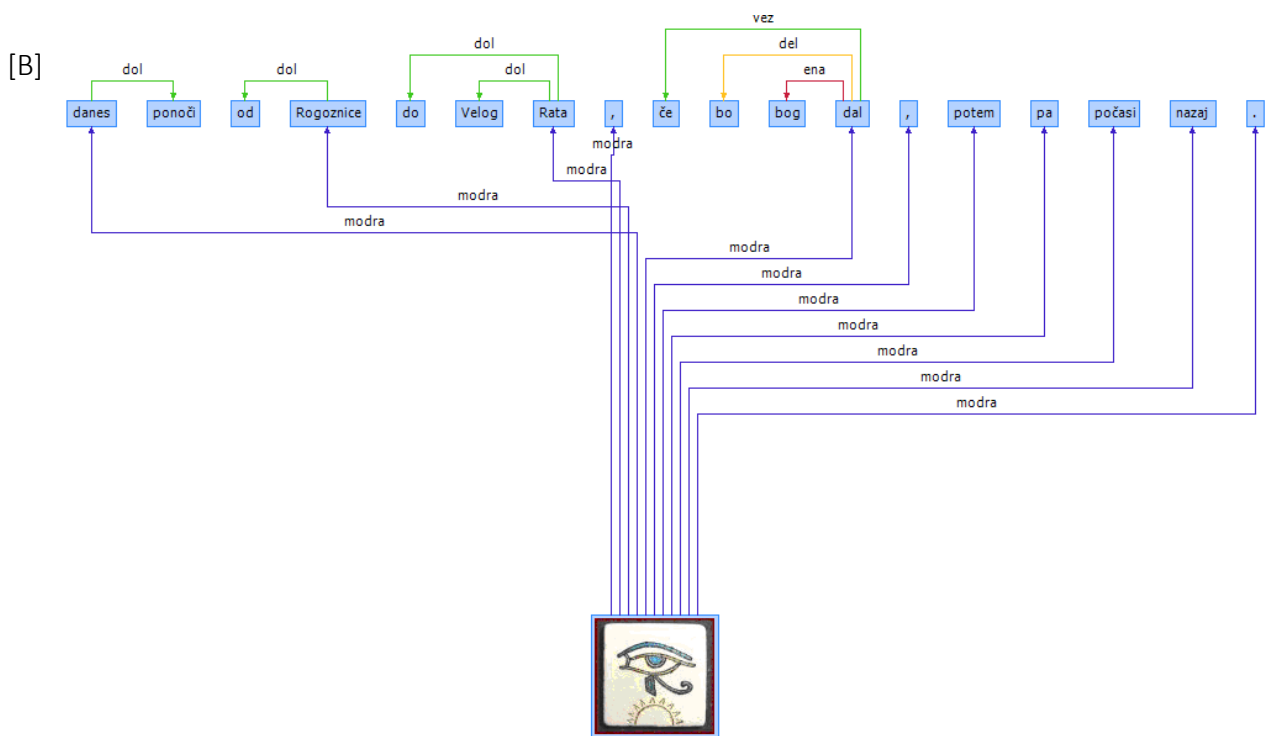 vez
dol del
[B] dol dol dol ena
danes ponoči od Rogoznice do Velog Rata , če bo bog dal , potem pa počasi nazaj .
modra
modra
modra
modra
modra
modra
modra
modra
modra
modra
modra